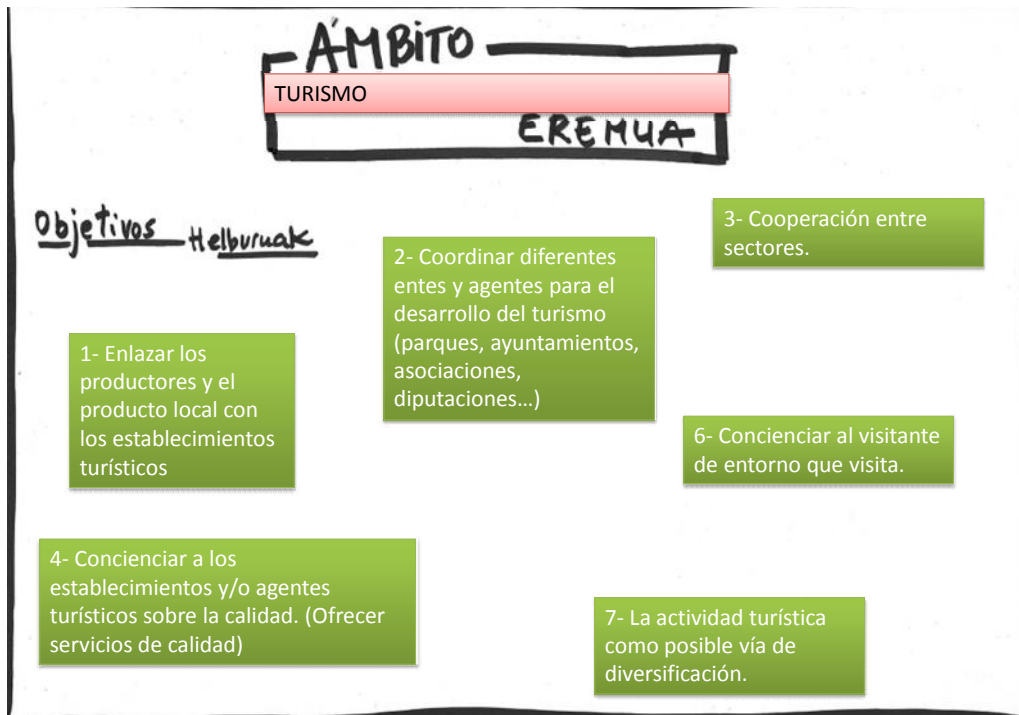 ÁMBITO
TURISMO
EREMUA
Objetivos Helburuak
1- Enlazar los
productores y el
producto local con
los establecimientos
turísticos
2- Coordinar diferentes
entes y agentes para el
desarrollo del turismo
(parques, ayuntamientos,
asociaciones,
diputaciones…)
3- Cooperación entre
sectores.
4- Concienciar a los
establecimientos y/o agentes
turísticos sobre la calidad. (Ofrecer
servicios de calidad)
6- Concienciar al visitante
de entorno que visita.
7- La actividad turística
como posible vía de
diversificación.